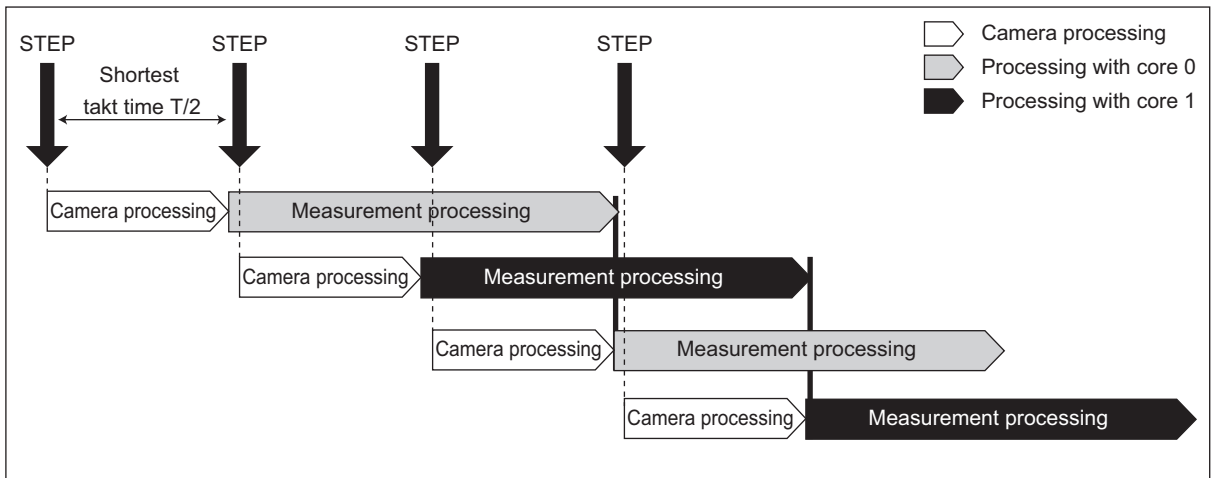 STEP STEP STEP STEP
Camera processing
Processing with core 0
Processing with core 1
Shortest
takt time T/2
Camera processing Measurement processing
Camera processing Measurement processing
Camera processing Measurement processing
Camera processing Measurement processing